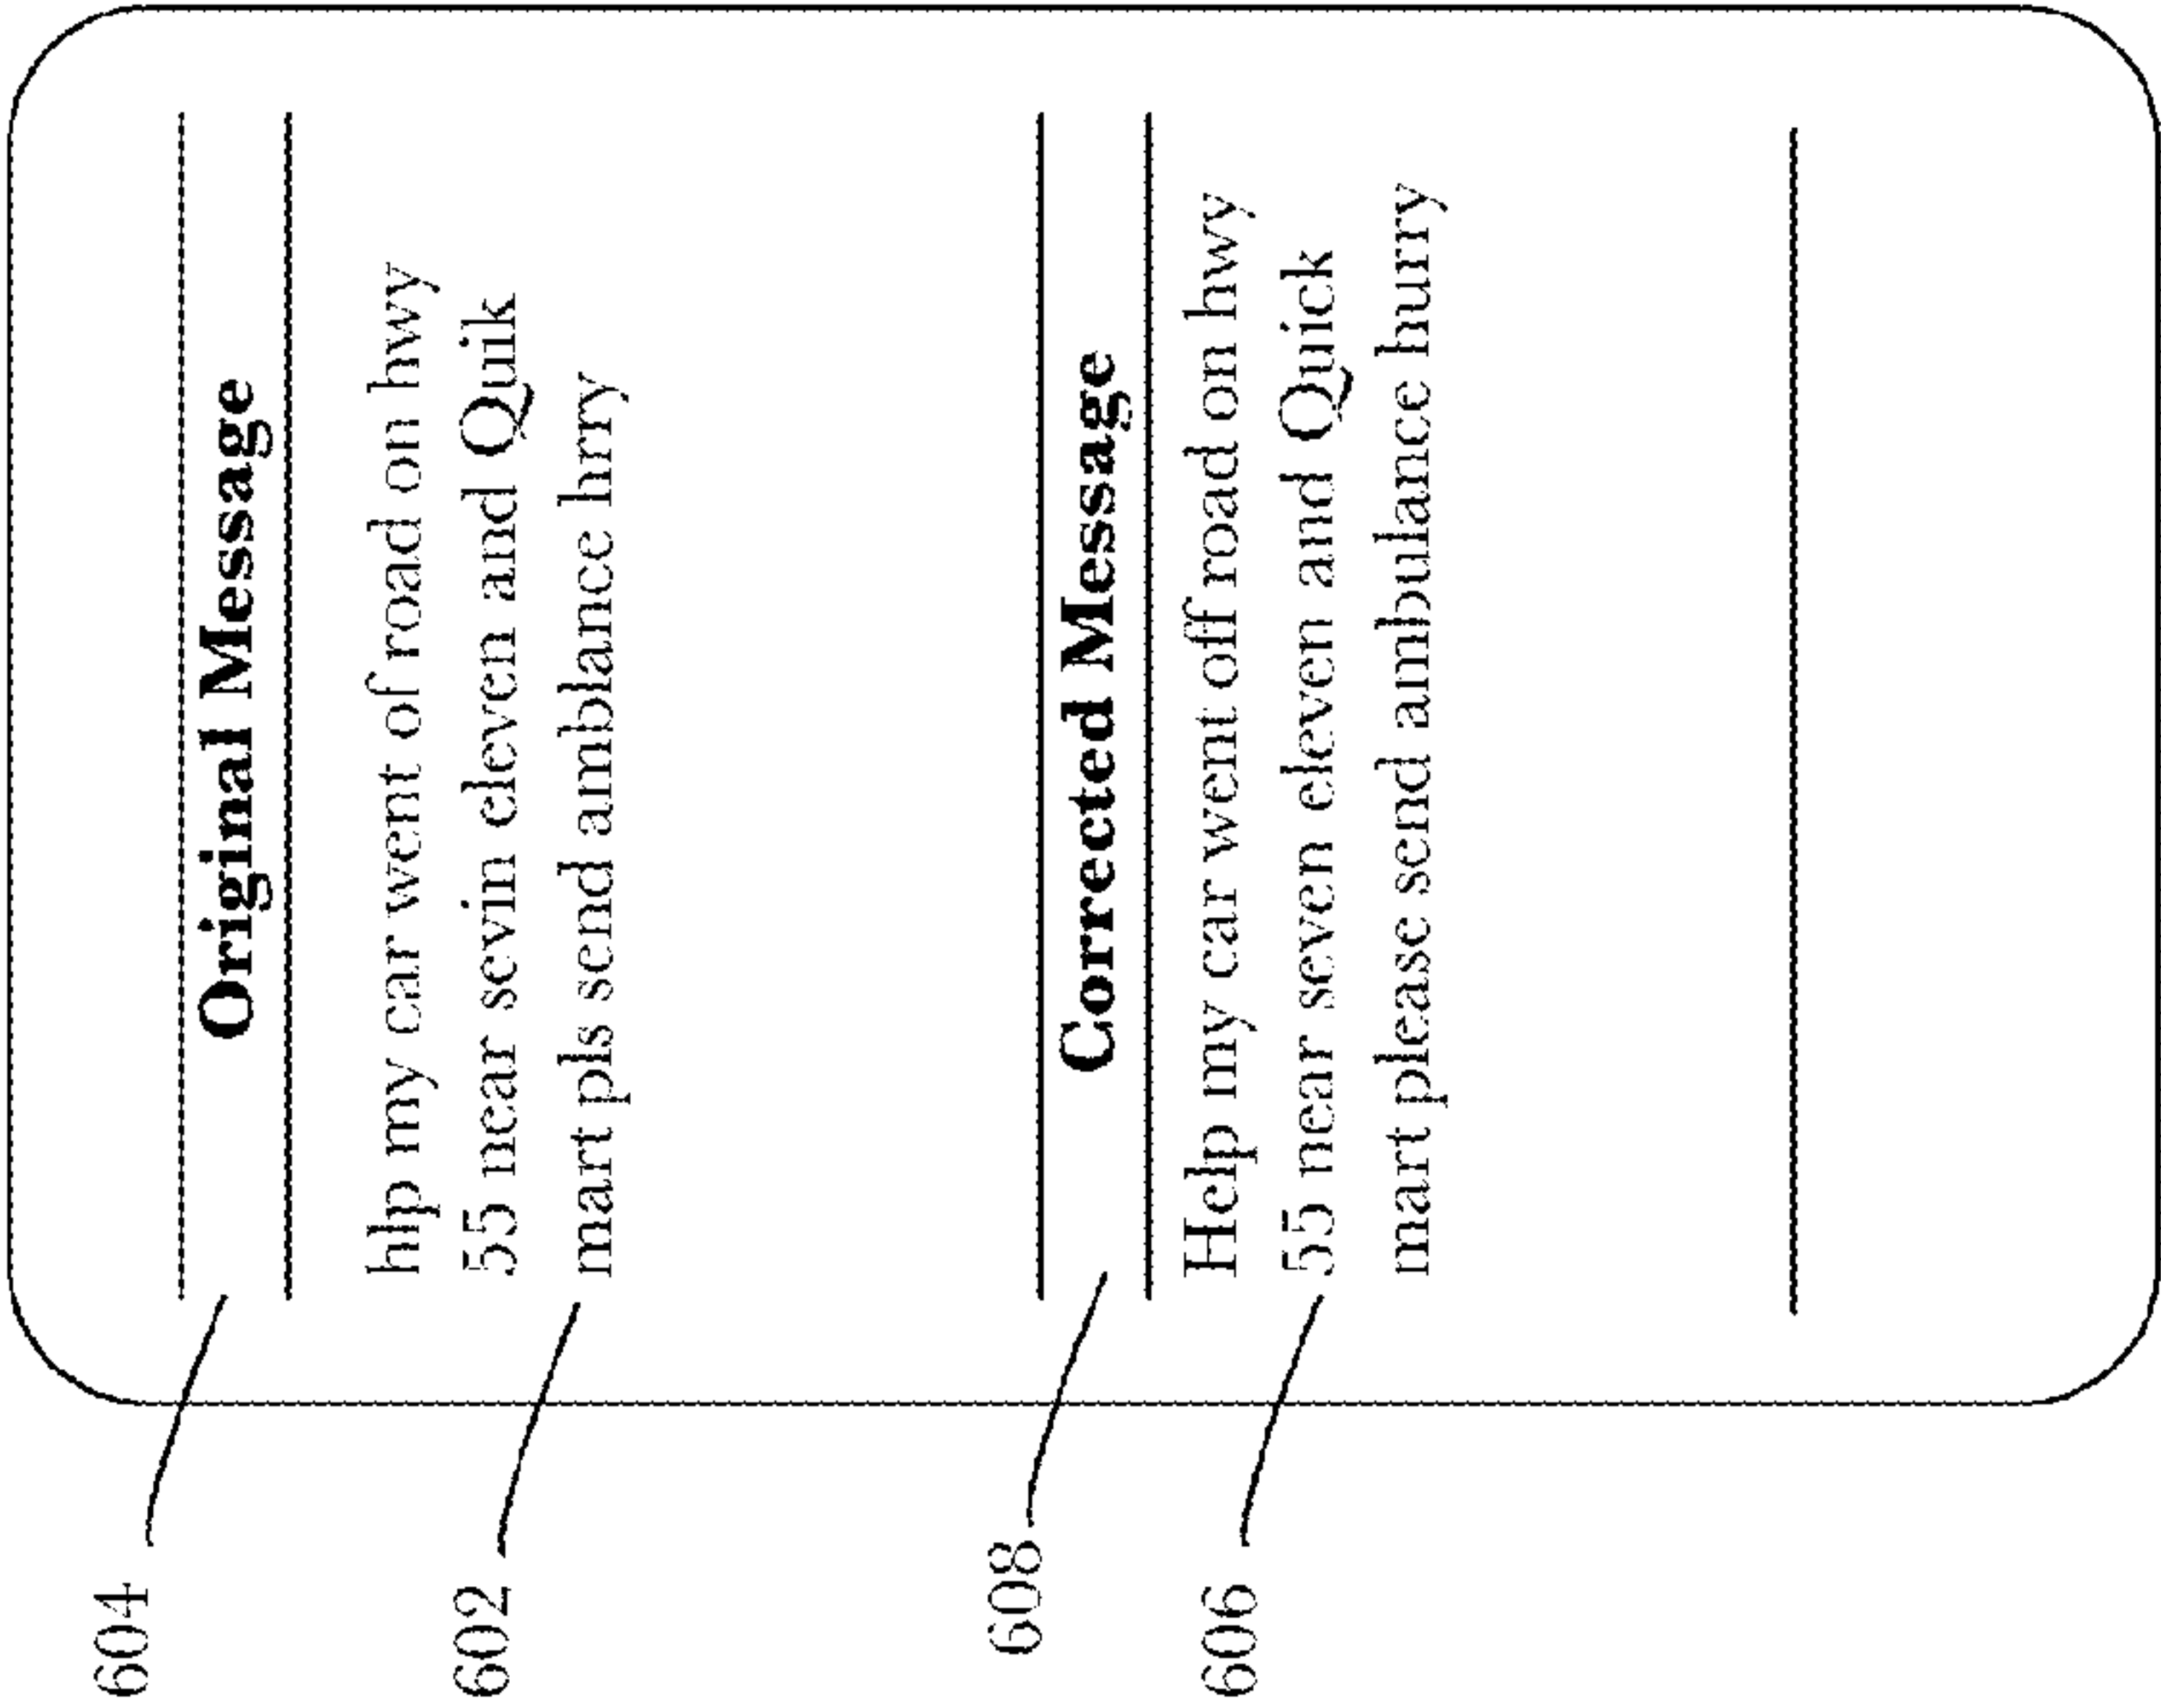 604
Original Message
602
hlp my car went of road on hwy
55 near sevin eleven and Quik
mart pls send amblance hrry
608
Corrected Message
606
Help my car went off road on hwy
55 near seven eleven and Quick
mart please send ambulance hurry